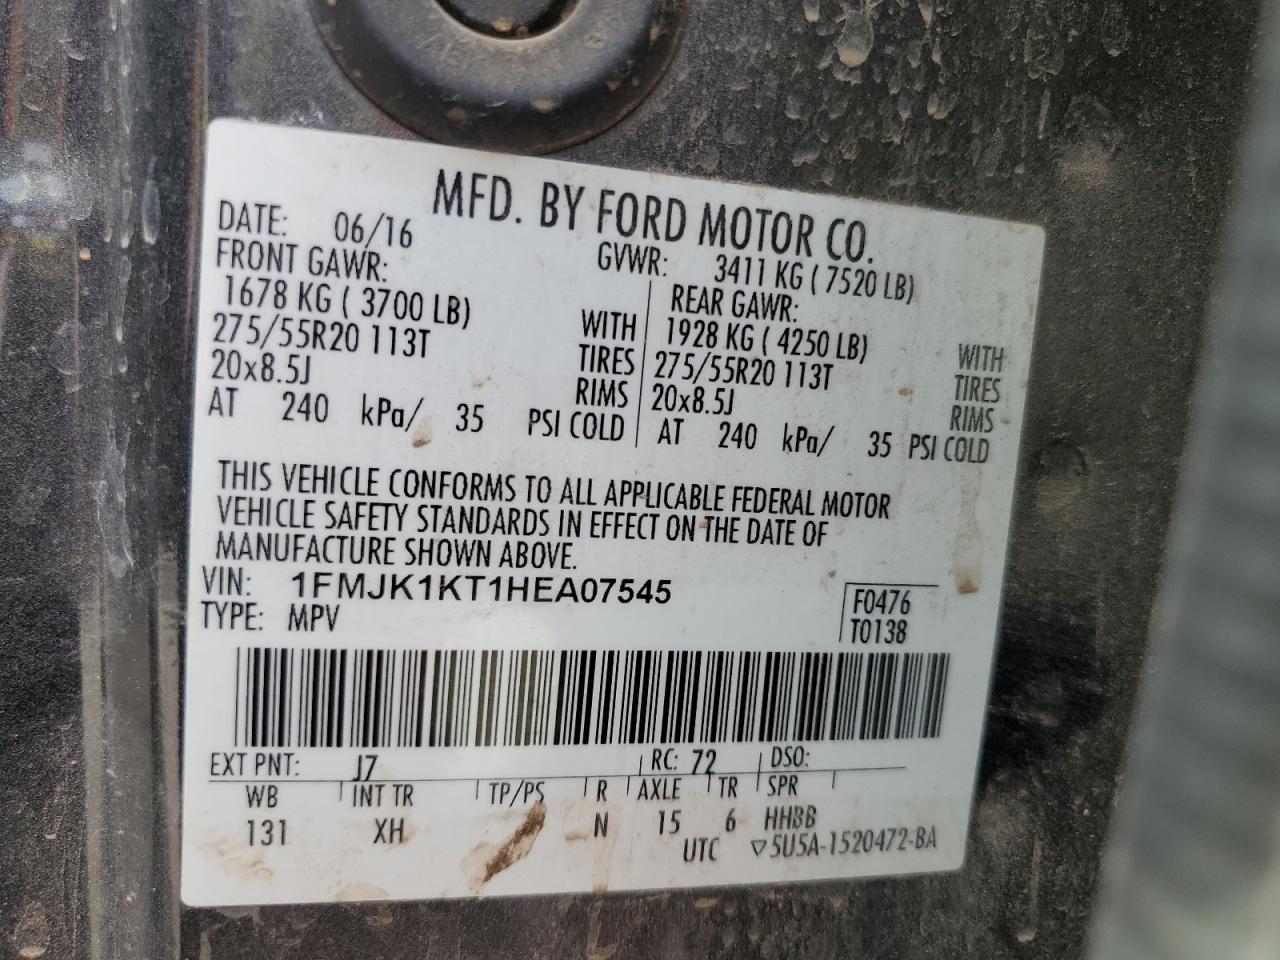 MFD. BY FORD MOTOR CO.
DATE: 06/16 GVWR: 3411 KG ( 7520 LB)
FRONT GAWR: REAR GAWR:
1678 KG ( 3700 LB) WITH 1928 KG ( 4250 LB) WITH
275/55R20 113T TIRES 275/55R20 113T TIRES
20x8.5J RIMS 20x8.5J RIMS
AT 240 kPa/ 35 PSI COLD AT 240 kPa/ 35 PSI COLD
THIS VEHICLE CONFORMS TO ALL APPLICABLE FEDERAL MOTOR
VEHICLE SAFETY STANDARDS IN EFFECT ON THE DATE OF
MANUFACTURE SHOWN ABOVE.
VIN: 1FMJK1KT1HEA07545 F0476
TYPE: MPV T0138
EXT PNT: J7 RC: 72 DSO:
WB INT TR TP/PS R AXLE TR SPR
131 XH N 15 6 HHBB
UTC ▽5U5A-1520472-BA